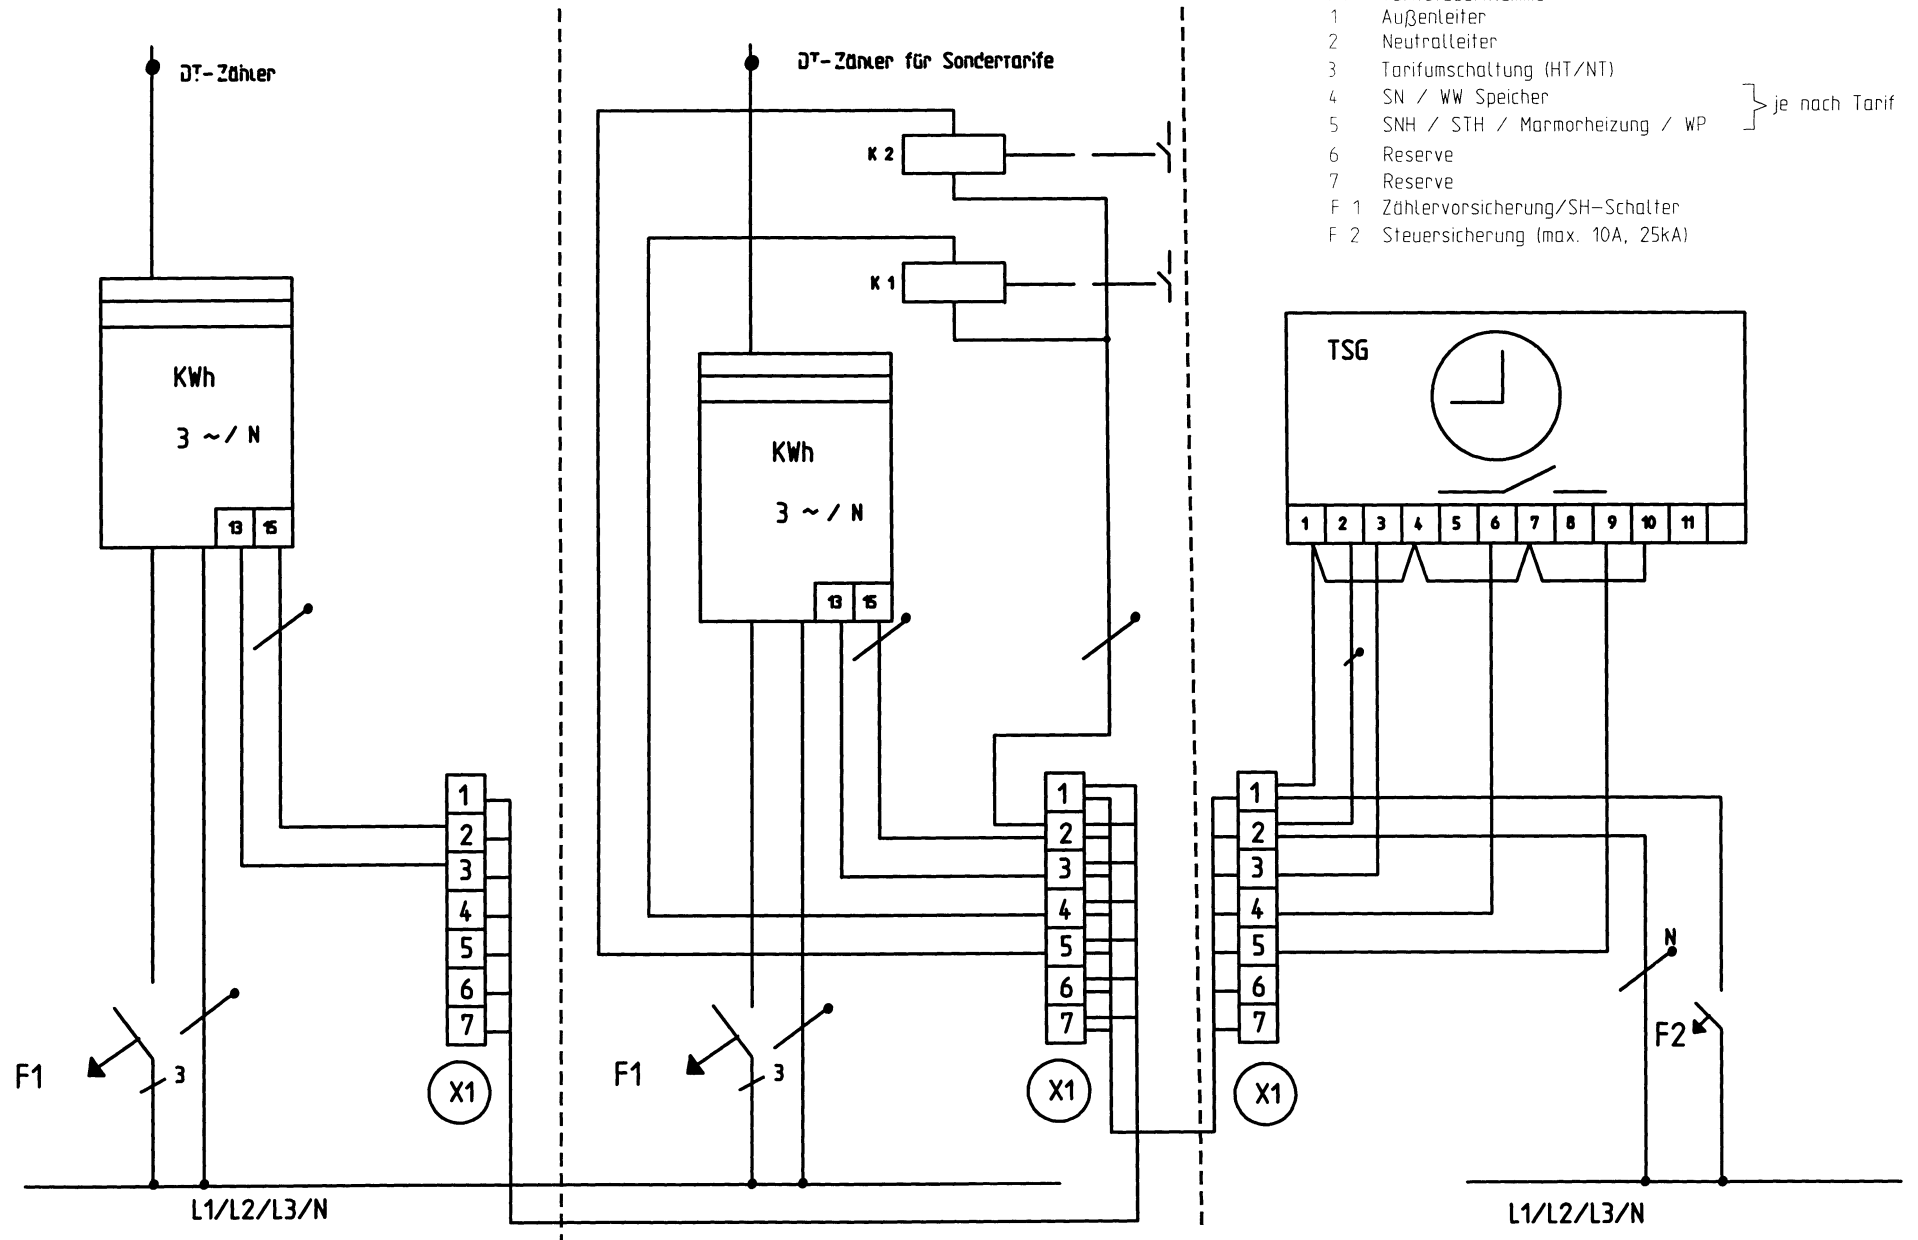 DT-Zähler
KWh
3 ~/ N
13 15
1
2
3
4
5
6
7
X1
F1
3
L1/L2/L3/N
DT-Zähler für Sondertarife
K 2
K 1
KWh
3 ~/ N
13 15
1
2
3
4
5
6
7
X1
F1
3
1 Außenleiter
2 Neutralleiter
3 Tarifumschaltung (HT/NT)
4 SN / WW Speicher
5 SNH / STH / Marmorheizung / WP
je nach Tarif
6 Reserve
7 Reserve
F 1 Zählervorsicherung/SH-Schalter
F 2 Steuersicherung (max. 10A, 25kA)
TSG
1 2 3 4 5 6 7 8 9 10 11
1
2
3
4
5
6
7
X1
N
F2
L1/L2/L3/N